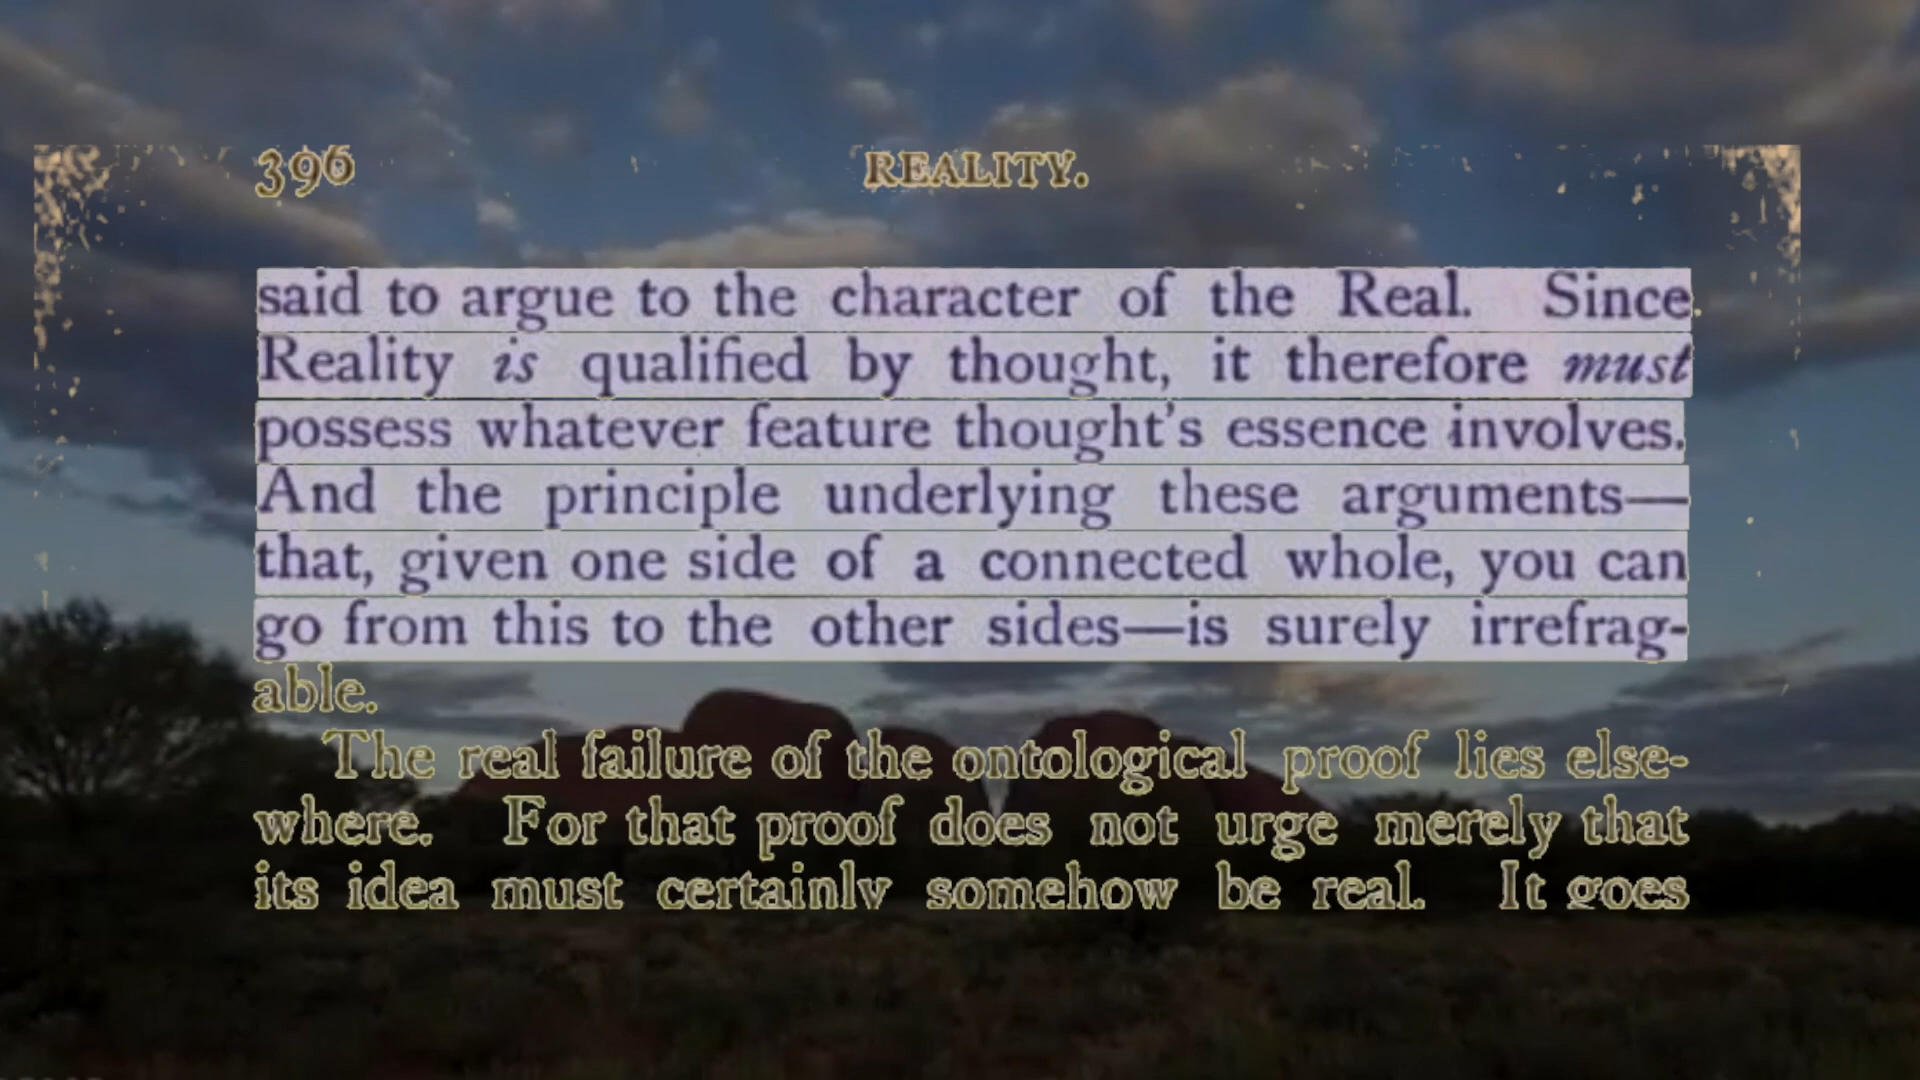 396 REALITY.
said to argue to the character of the Real. Since
Reality is qualified by thought, it therefore must
possess whatever feature thought's essence involves.
And the principle underlying these arguments—
that, given one side of a connected whole, you can
go from this to the other sides—is surely irrefrag-
able.
The real failure of the ontological proof lies else-
where. For that proof does not urge merely that
its idea must certainly somehow be real. It goes